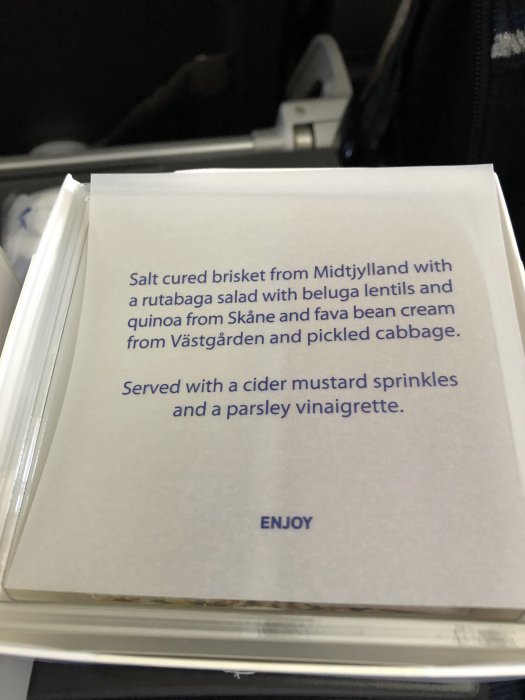 Salt cured brisket from Midtjylland with
a rutabaga salad with beluga lentils and
quinoa from Skåne and fava bean cream
from Västgården and pickled cabbage.
Served with a cider mustard sprinkles
and a parsley vinaigrette.
ENJOY